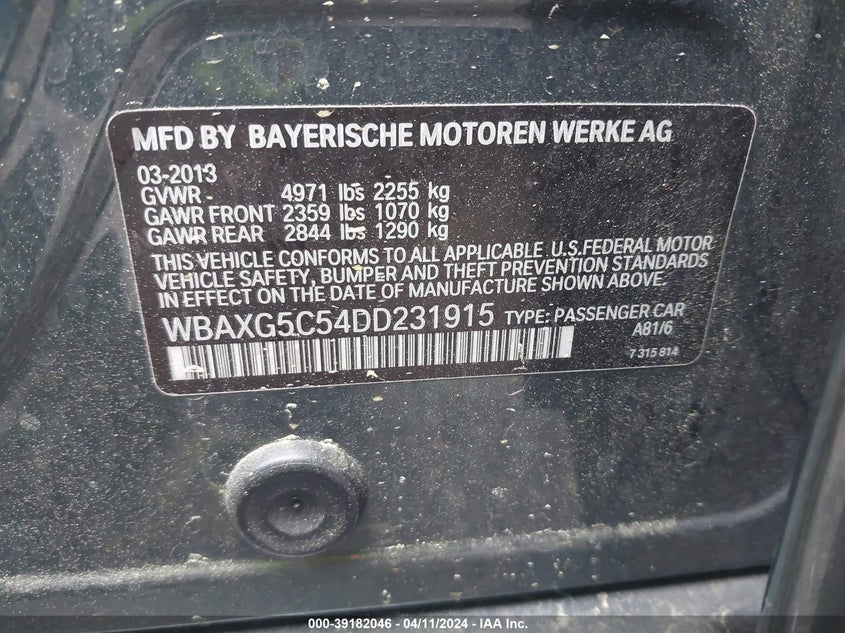 MFD BY BAYERISCHE MOTOREN WERKE AG
03-2013
GVWR 4971 lbs 2255 kg
GAWR FRONT 2359 lbs 1070 kg
GAWR REAR 2844 lbs 1290 kg
THIS VEHICLE CONFORMS TO ALL APPLICABLE U.S.FEDERAL MOTOR
VEHICLE SAFETY, BUMPER AND THEFT PREVENTION STANDARDS
IN EFFECT ON THE DATE OF MANUFACTURE SHOWN ABOVE.
WBAXG5C54DD231915 TYPE: PASSENGER CAR
A81/6
7 315 814
000-39182046 - 04/11/2024 - IAA Inc.